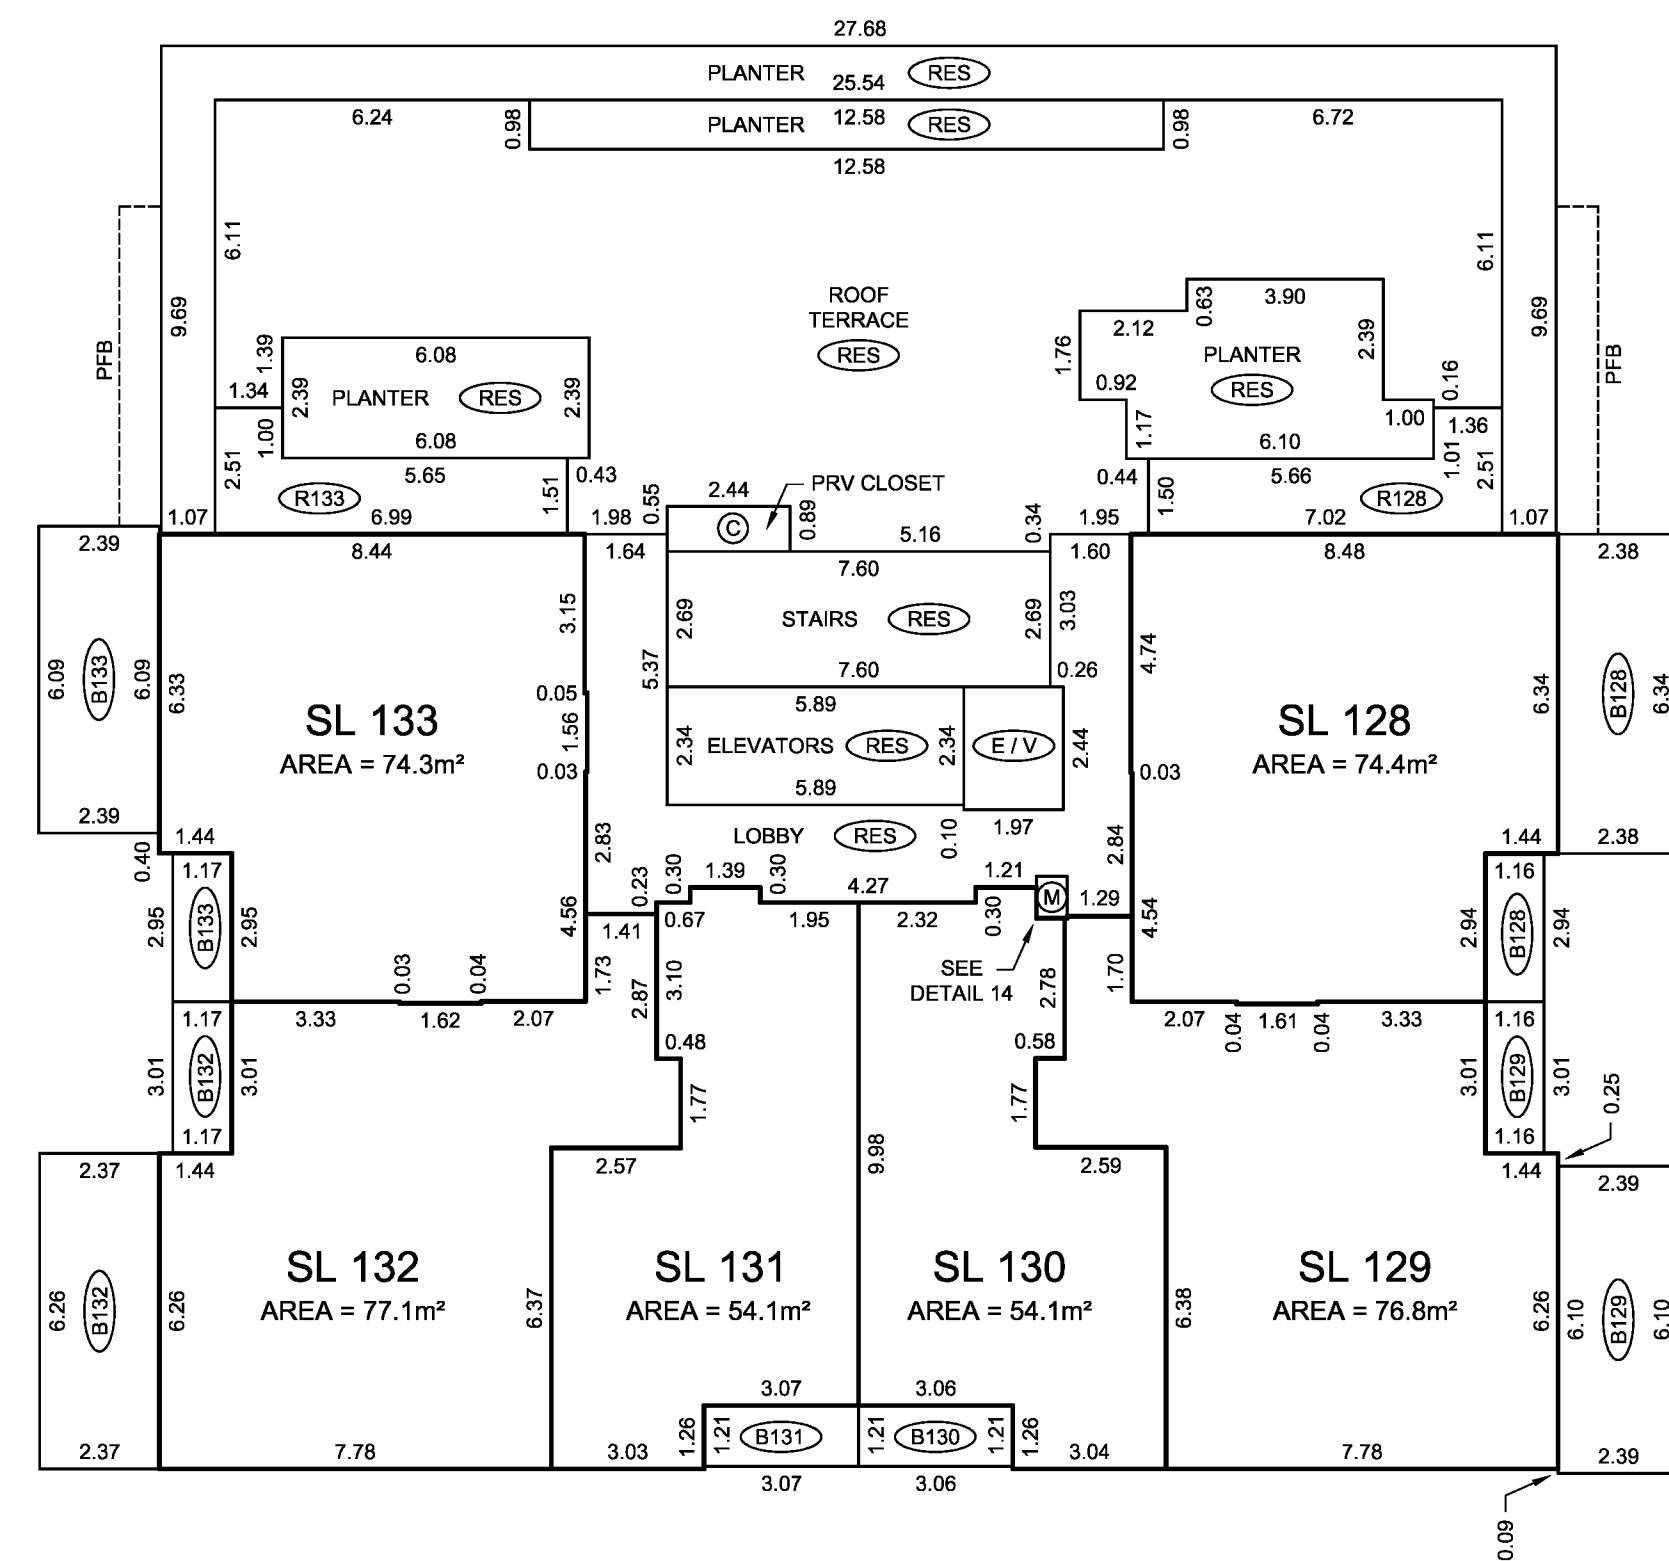 27.68
PLANTER RES
25.54
6.24 0.98 PLANTER 12.58 RES 0.98 6.72
12.58
PFB 9.69 6.11
6.11 9.69 PFB
ROOF
TERRACE
RES
0.63 3.90
2.12
1.76 PLANTER 2.39
RES
0.92 0.16
1.00 1.36
1.17 6.10 1.01 2.51
1.39 6.08
1.34 2.39 PLANTER RES 2.39
1.00 6.08
2.51 5.65 0.43
R133 1.51
1.07 6.99 1.98 0.55
2.44 PRV CLOSET
C 0.89 5.16 0.34
0.44 5.66
1.50 R128
1.95 7.02 1.07
2.39 8.44 1.64 7.60 1.60 8.48 2.38
3.15 2.69 STAIRS RES 2.69 3.03
5.37 7.60 0.26
4.74
6.09 B133 6.09 6.33
0.05
1.56
0.03
SL 133
AREA = 74.3m²
5.89
2.34 ELEVATORS RES 2.34 E / V 2.44
5.89
0.03
SL 128
AREA = 74.4m²
6.34 B128 6.34
2.39 1.44 2.83 LOBBY RES 0.10 1.97 2.84 1.44 2.38
0.40 1.17 1.16
2.95 B133 2.95
0.23 0.30 1.39 0.30 4.27 1.21 M 1.29
4.56 1.41 0.67 1.95 2.32 0.30 4.54
2.94 B128 2.94
0.03 0.04 1.73 2.87 3.10
SEE
DETAIL 14
2.78 1.70
1.17 3.33 1.62 2.07 2.07 0.04 1.61 0.04 3.33 1.16
0.48 0.58
3.01 B132 3.01 1.77 1.77 3.01 B129 3.01 0.25
1.17 1.16
2.37 1.44 2.57 9.98 2.59 1.44 2.39
SL 132 SL 131 SL 130 SL 129
AREA = 77.1m² AREA = 54.1m² AREA = 54.1m² AREA = 76.8m²
6.26 B132 6.26 6.37 6.38 6.26 6.10 B129 6.10
3.07 3.06
1.26 1.21 B131 1.21 B130 1.21 1.26
2.37 7.78 3.03 3.04 7.78 2.39
3.07 3.06
0.09